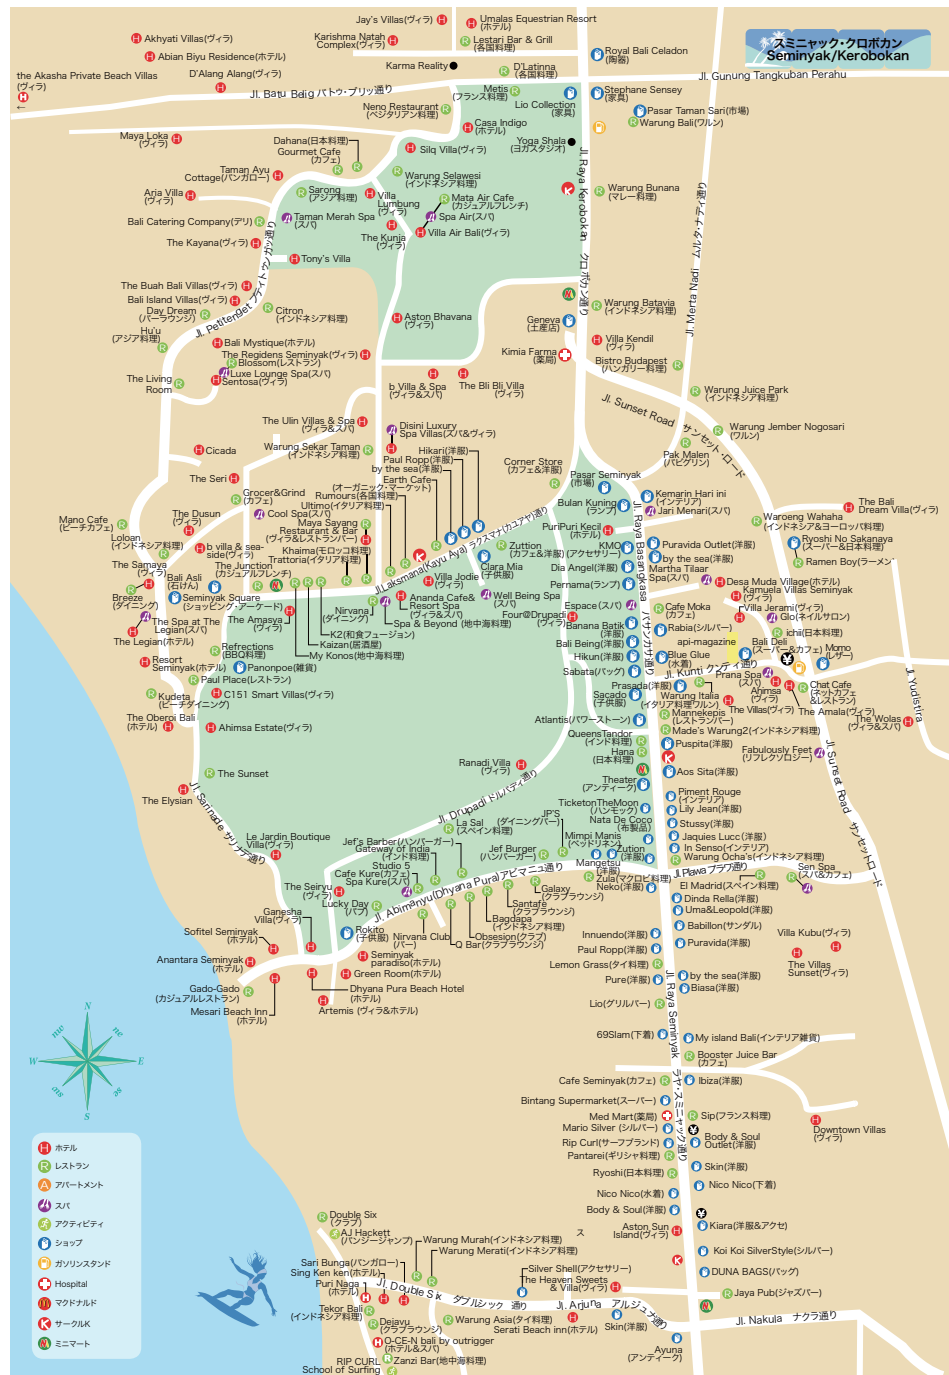 スミニャック・クロボカン
Seminyak/Kerobokan
Jay's Villas(ヴィラ)
Umalas Equestrian Resort
(ホテル)
Akhyati Villas(ヴィラ)
Karishma Natah
Complex(ヴィラ)
Lestari Bar & Grill
(各国料理)
Abian Biyu Residence(ホテル)
Royal Bali Celadon
(陶器)
Karma Reality
D'Latinna
(各国料理)
the Akasha Private Beach Villas
(ヴィラ)
←
D'Alang Alang(ヴィラ)
Jl. Gunung Tangkuban Perahu
Jl. Batu Belig バトゥ・ブリッ通り
Metis
(フランス料理)
Stephane Sensey
(家具)
Lio Collection
(家具)
Neno Restaurant
(ベジタリアン料理)
Pasar Taman Sari(市場)
Warung Bali(ワルン)
Casa Indigo
(ホテル)
Maya Loka
(ヴィラ)
Dahana(日本料理)
Gourmet Cafe
(カフェ)
Silq Villa(ヴィラ)
Yoga Shala
(ヨガスタジオ)
Jl. Raya Kerobokan クロボカン通り
Taman Ayu
Cottage(バンガロー)
Warung Selawesi
(インドネシア料理)
Arja Villa
(ヴィラ)
Sarong
(アジア料理)
Villa
Lumbung
(ヴィラ)
Mata Air Cafe
(カジュアルフレンチ)
Warung Bunana
(マレー料理)
Jl. Merta Nadi ムルタ・ナディ通り
Bali Catering Company(デリ)
Taman Merah Spa
(スパ)
Spa Air(スパ)
The Kunja
(ヴィラ)
Villa Air Bali(ヴィラ)
The Kayana(ヴィラ)
Tony's Villa
The Buah Bali Villas(ヴィラ)
Bali Island Villas(ヴィラ)
Day Dream
(バーラウンジ)
Citron
(インドネシア料理)
Jl. Petitenget プティトゥンガッ通り
Aston Bhavana
(ヴィラ)
Warung Batavia
(インドネシア料理)
Geneva
(土産店)
Hu'u
(アジア料理)
Bali Mystique(ホテル)
The Regidens Seminyak(ヴィラ)
Blossom(レストラン)
Luxe Lounge Spa(スパ)
Sentosa(ヴィラ)
Villa Kendil
(ヴィラ)
Kimia Farma
(薬局)
Bistro Budapest
(ハンガリー料理)
The Living
Room
b Villa & Spa
(ヴィラ&スパ)
The Bli Bli Villa
(ヴィラ)
Warung Juice Park
(インドネシア料理)
Jl. Sunset Road サンセット・ロード
The Ulin Villas & Spa
(ヴィラ&スパ)
Disini Luxury
Spa Villas(スパ&ヴィラ)
Warung Jember Nogosari
(ワルン)
Cicada
Warung Sekar Taman
(インドネシア料理)
Hikari(洋服)
Paul Ropp(洋服)
by the sea(洋服)
Pak Malen
(バビグリン)
Corner Store
(カフェ&洋服)
The Seri
Earth Cafe
(オーガニック・マーケット)
Pasar Seminyak
(市場)
Rumours(各国料理)
Grocer&Grind
(カフェ)
Ultimo(イタリア料理)
Kemarin Hari ini
(インテリア)
Bulan Kuning
(ランプ)
Jari Menari(スパ)
The Bali
Dream Villa(ヴィラ)
The Dusun
(ヴィラ)
Cool Spa(スパ)
Maya Sayang
Restaurant & Bar
(ヴィラ&レストランバー)
Mano Cafe
(ビーチカフェ)
Waroeng Wahaha
(インドネシア&ヨーロッパ料理)
PuriPuri Kecil
(ホテル)
Loloan
(インドネシア料理)
b villa & sea-
side(ヴィラ)
Khaima(モロッコ料理)
Trattoria(イタリア料理)
Jl.Laksmana(Kayu Aya) ラクスマナ(カユアヤ)通り
Zuttion
(カフェ&洋服)
KMO
(アクセサリー)
Puravida Outlet(洋服)
Ryoshi No Sakanaya
(スーパー&日本料理)
by the sea(洋服)
Ramen Boy(ラーメン)
The Samaya
(ヴィラ)
The Junction
(カジュアルフレンチ)
Clara Mia
(子供服)
Dia Angel(洋服)
Martha Tilaar
Spa(スパ)
Bali Asli
(石けん)
Villa Jodie(ヴィラ)
Pernama(ランプ)
Desa Muda Village(ホテル)
Breeze
(ダイニング)
Seminyak Square
(ショッピング・アーケード)
Ananda Cafe&
Resort Spa
(ヴィラ&スパ)
Well Being Spa
(スパ)
Kamuela Villas Seminyak
(ヴィラ)
Nirvana
(ダイニング)
Espace(スパ)
Cafe Moka
(カフェ)
Villa Jerami(ヴィラ)
Glo(ネイルサロン)
The Spa at The
Legian(スパ)
The Amasya
(ヴィラ)
Four@Drupadi
(ヴィラ)
Spa & Beyond (地中海料理)
Banana Batik
(洋服)
Rabia(シルバー)
The Legian(ホテル)
K2(和食フュージョン)
Kaizan(居酒屋)
My Konos(地中海料理)
ichi(日本料理)
Bali Being(洋服)
api-magazine
Bali Deli
(スーパー&カフェ)
Refrections
(BBQ料理)
Hikun(洋服)
Blue Glue
(水着)
Momo
(レザー)
Resort
Seminyak(ホテル)
Panonpoe(雑貨)
Sabata(バッグ)
Jl. Kunti クンティ通り
Prana Spa
(スパ)
Paul Place(レストラン)
Prasada(洋服)
Sacado
(子供服)
Warung Italia
(イタリア料理ワルン)
Ahimsa
(ヴィラ)
Chat Cafe
(ネットカフェ
&レストラン)
Kudeta
(ビーチダイニング)
C151 Smart Villas(ヴィラ)
The Villas(ヴィラ)
The Amala(ヴィラ)
Jl. Yudistira
The Oberoi Bali
(ホテル)
Ahimsa Estate(ヴィラ)
Atlantis(パワーストーン)
Mannekepis
(レストランバー)
The Wolas
(ヴィラ&スパ)
Made's Warung2(インドネシア料理)
QueensTandor
(インド料理)
Puspita(洋服)
Hana
(日本料理)
Fabulously Feet
(リフレクソロジー)
The Sunset
Ranadi Villa
(ヴィラ)
Aos Sita(洋服)
Theater
(アンティーク)
The Elysian
Jl. Sarinade サリナデ通り
Jl. Drupadi ドルパディ通り
Piment Rouge
(インテリア)
TicketonTheMoon
(ハンモック)
Lily Jean(洋服)
La Sal
(スペイン料理)
JP'S
(ダイニングバー)
Nata De Coco
(布製品)
Stussy(洋服)
Le Jardin Boutique
Villa(ヴィラ)
Jef's Barber(ハンバーガー)
Gateway of India
(インド料理)
Mimpi Manis
(ベッドリネン)
Zution
(洋服)
Jaquies Lucc(洋服)
In Senso(インテリア)
Jef Burger
(ハンバーガー)
Warung Ocha's(インドネシア料理)
Studio 5
Cafe Kure(カフェ)
Spa Kure(スパ)
Mangetsu
(洋服)
Jl. Plawa プラワ通り
Sen Spa
(スパ&カフェ)
Zula(マクロビ料理)
The Seiryu
(ヴィラ)
Galaxy
(クラブラウンジ)
Neko(洋服)
El Madrid(スペイン料理)
Lucky Day
(パブ)
Jl. Abimanyu(Dhyana Pura)アビマニュ通り
Santafe
(クラブラウンジ)
Dinda Rella(洋服)
Ganesha
Villa(ヴィラ)
Uma&Leopold(洋服)
Bagdapa
(インドネシア料理)
Babillon(サンダル)
Sofitel Seminyak
(ホテル)
Rokito
(子供服)
Nirvana Club
(バー)
Obsesion(クラブ)
Q Bar(クラブラウンジ)
Innuendo(洋服)
Puravida(洋服)
Villa Kubu(ヴィラ)
Paul Ropp(洋服)
Anantara Seminyak
(ホテル)
Seminyak
paradiso(ホテル)
Green Room(ホテル)
Lemon Grass(タイ料理)
The Villas
Sunset(ヴィラ)
Pure(洋服)
by the sea(洋服)
Biasa(洋服)
Gado-Gado
(カジュアルレストラン)
Dhyana Pura Beach Hotel
(ホテル)
Mesari Beach Inn
(ホテル)
Artemis (ヴィラ&ホテル)
Lio(グリルバー)
Jl. Raya Seminyak ラヤ・スミニャック通り
69Slam(下着)
My island Bali(インテリア雑貨)
Booster Juice Bar
(カフェ)
Cafe Seminyak(カフェ)
Ibiza(洋服)
Bintang Supermarket(スーパー)
Med Mart(薬局)
Sip(フランス料理)
Mario Silver (シルバー)
Rip Curl(サーフブランド)
Body & Soul
Outlet(洋服)
Downtown Villas
(ヴィラ)
Pantarei(ギリシャ料理)
Ryoshi(日本料理)
Skin(洋服)
Nico Nico(下着)
Nico Nico(水着)
Body & Soul(洋服)
Kiara(洋服&アクセ)
Double Six
(クラブ)
AJ Hackett
(バンジージャンプ)
Aston Sun
Island(ヴィラ)
ス
Warung Murah(インドネシア料理)
Warung Merati(インドネシア料理)
Koi Koi SilverStyle(シルバー)
Sari Bunga(バンガロー)
Sing Ken ken(ホテル)
Puri Naga
(ホテル)
Silver Shell(アクセサリー)
The Heaven Sweets
& Villa(ヴィラ)
DUNA BAGS(バッグ)
Jl. Double Six ダブルシックス通り
Jaya Pub(ジャズバー)
Jl. Arjuna アルジュナ通り
Tekor Bali
(インドネシア料理)
Dejavu
(クラブラウンジ)
Warung Asia(タイ料理)
Serati Beach inn(ホテル)
Skin(洋服)
Jl. Nakula ナクラ通り
O-CE-N bali by outrigger
(ホテル&スパ)
Ayuna
(アンティーク)
RIP CURL
School of Surfing
Zanzi Bar(地中海料理)
Jl. Raya Basangkasa バサンカサ通り
Jl. Sunset Road サンセットロード
N
ne
E
se
S
sw
W
nw
H ホテル
R レストラン
A アパートメント
スパ
アクティビティ
ショップ
ガソリンスタンド
Hospital
マクドナルド
K サークルK
ミニマート